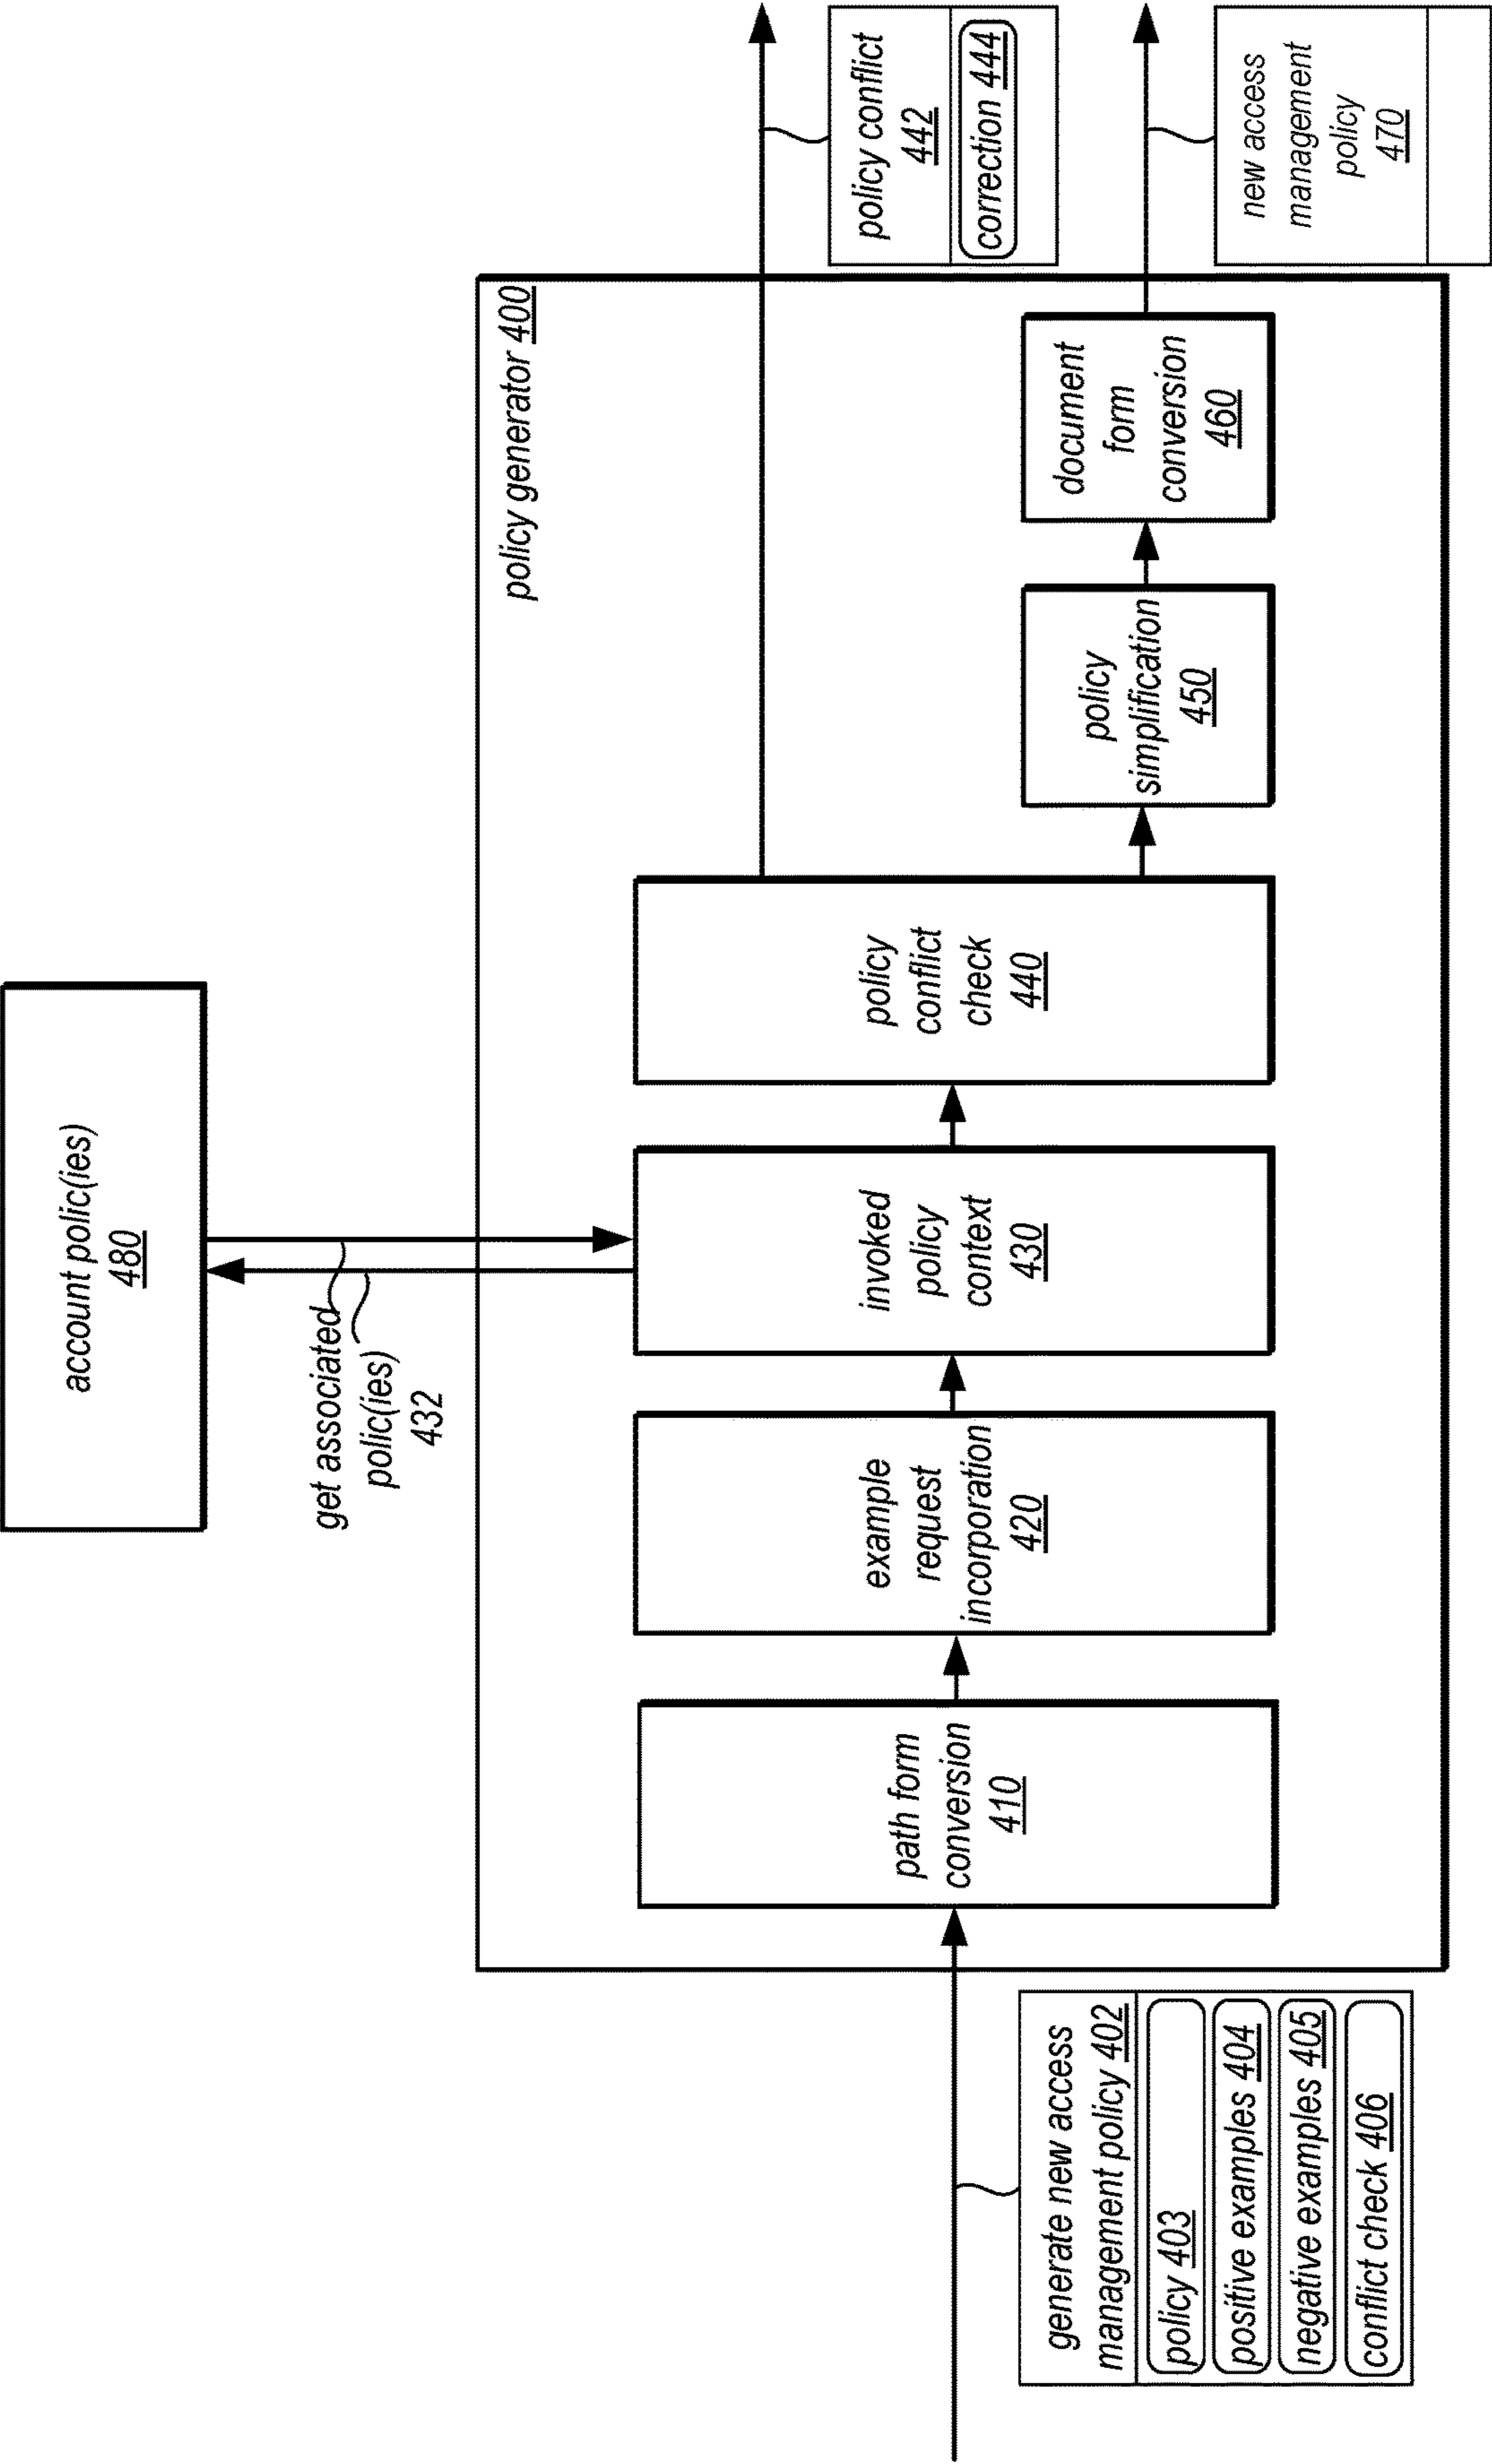 account polic(ies)
480
get associated
polic(ies)
432
policy generator 400
generate new access
management policy 402
policy 403
positive examples 404
negative examples 405
conflict check 406
path form
conversion
410
example
request
incorporation
420
invoked
policy
context
430
policy
conflict
check
440
policy
simplification
450
document
form
conversion
460
policy conflict
442
correction 444
new access
management
policy
470